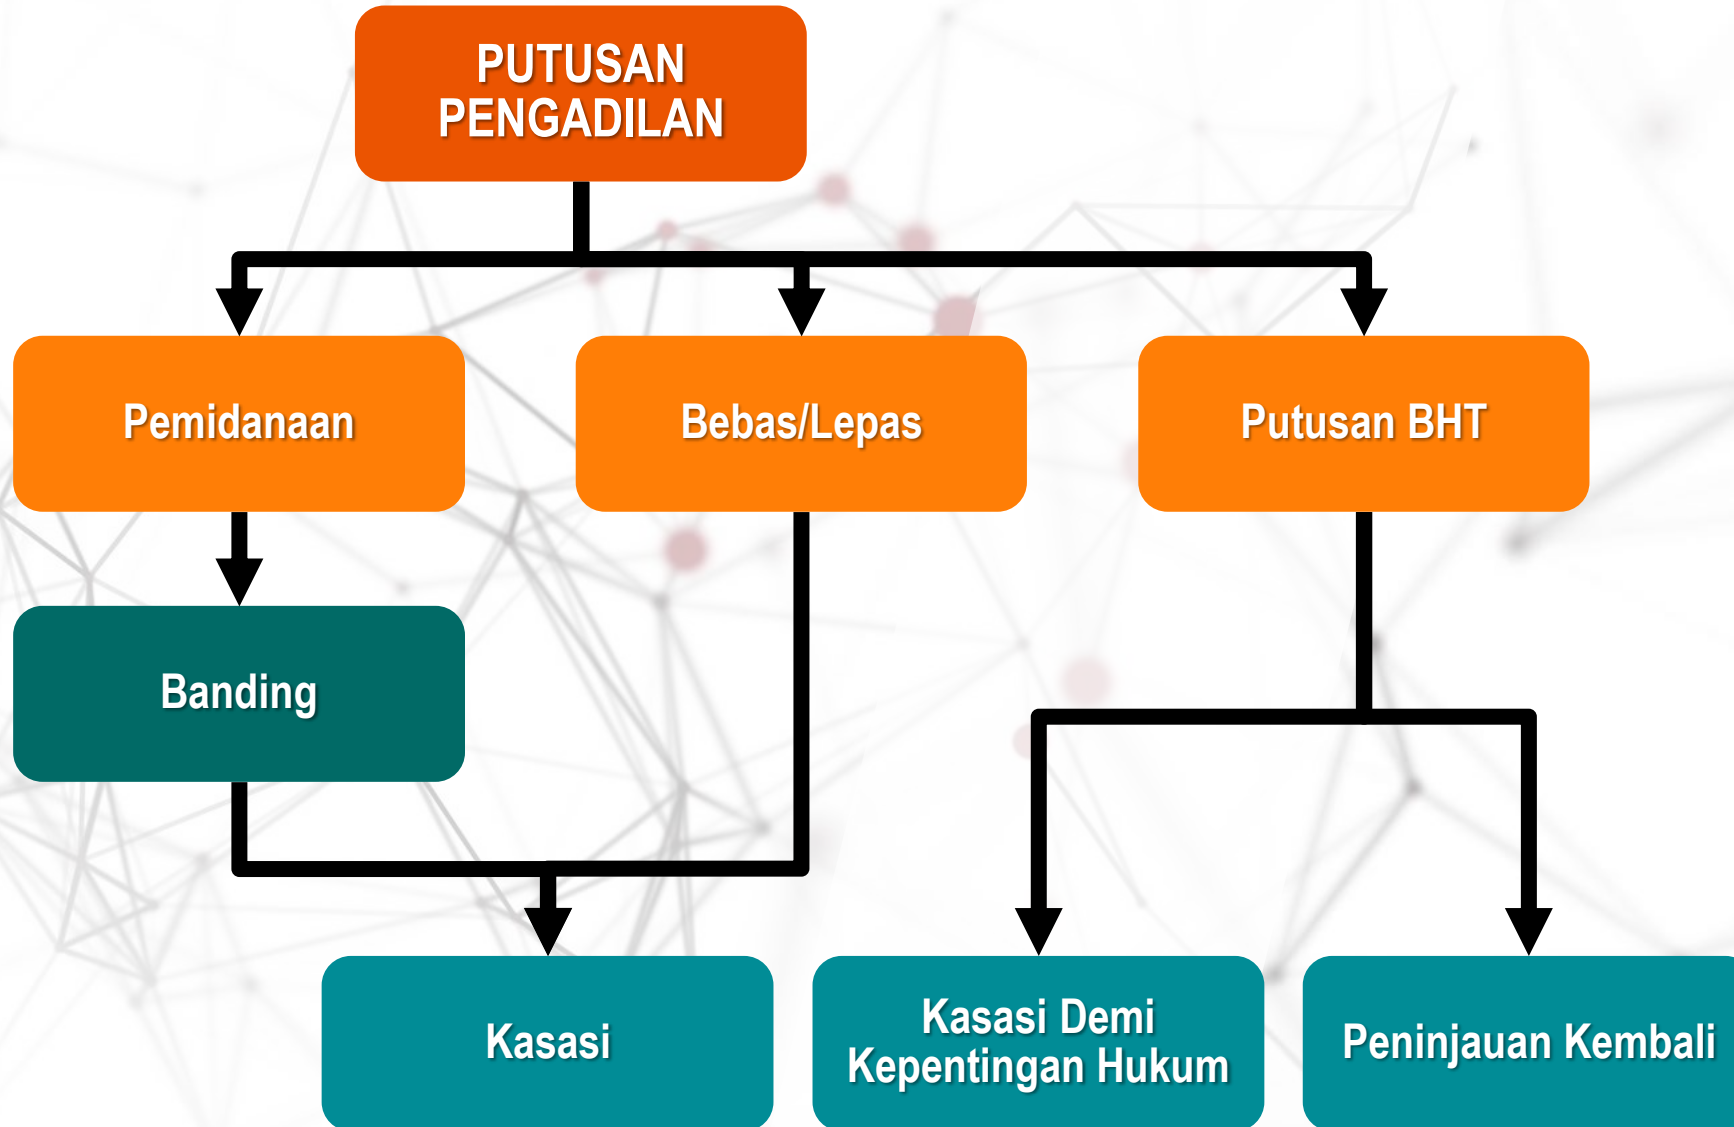 PUTUSAN
PENGADILAN
Pemidanaan
Bebas/Lepas
Putusan BHT
Banding
Kasasi
Kasasi Demi
Kepentingan Hukum
Peninjauan Kembali